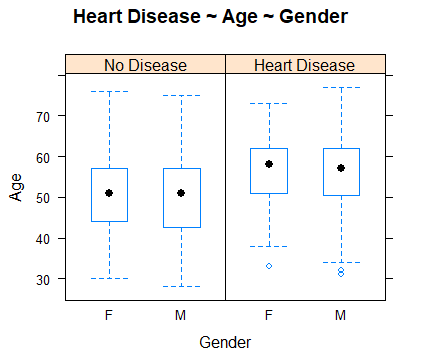 Heart Disease ~ Age ~ Gender
No Disease Heart Disease
70
60
50
40
30
Age
F M F M
Gender